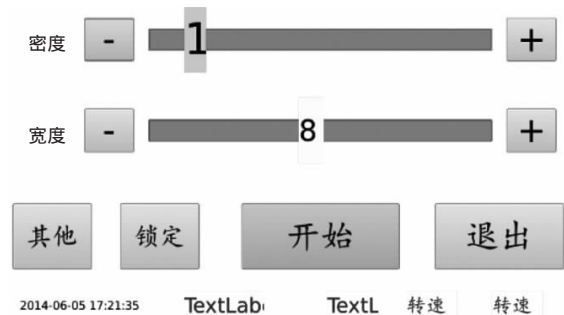 密度 - 1 +
宽度 - 8 +
其他 锁定 开始 退出
2014-06-05 17:21:35 TextLab TextL 转速 转速